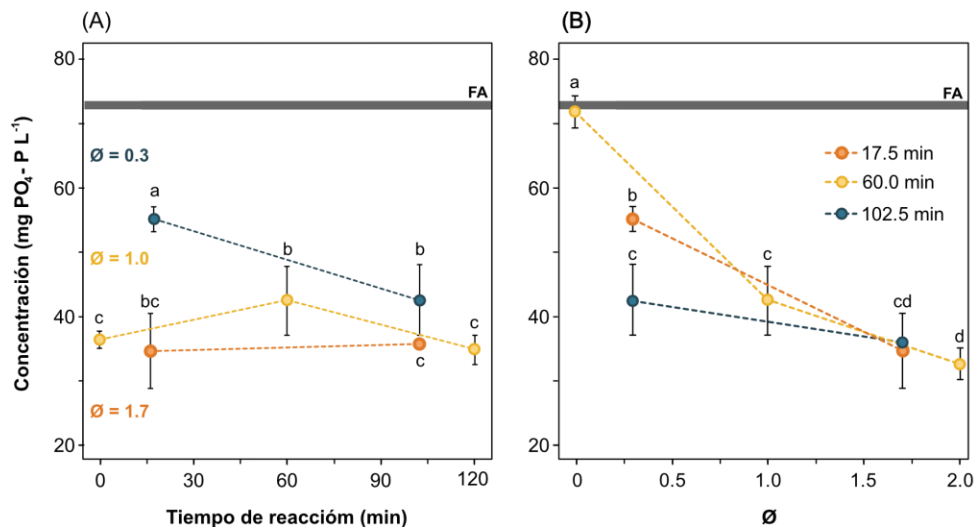 (A)
80
60
40
20
Concentración (mg PO₄- P L⁻¹)
FA
Ø = 0.3
Ø = 1.0
Ø = 1.7
a
b
b
c
bc
c
c
0
30
60
90
120
Tiempo de reaccióm (min)
(B)
80
60
40
20
FA
a
b
c
c
cd
d
17.5 min
60.0 min
102.5 min
0
0.5
1.0
1.5
2.0
Ø